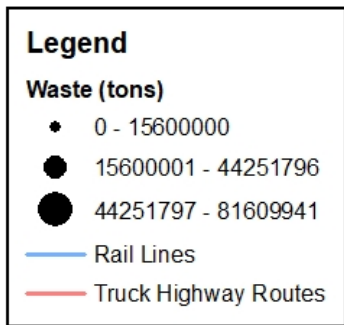 Legend
Waste (tons)
0 - 15600000
15600001 - 44251796
44251797 - 81609941
Rail Lines
Truck Highway Routes